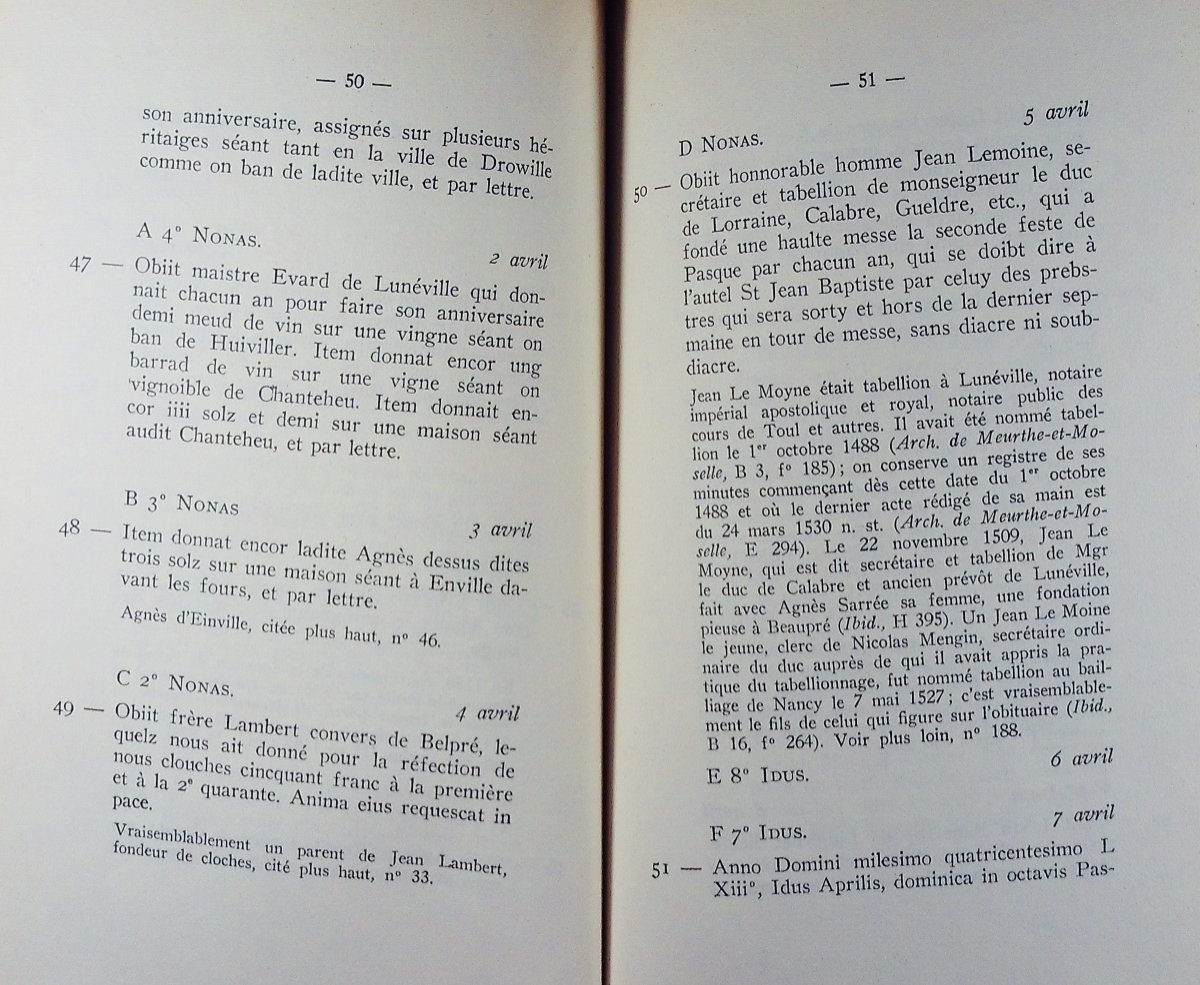 — 50 —
son anniversaire, assignés sur plusieurs hé-
ritaiges séant tant en la ville de Drowille
comme on ban de ladite ville, et par lettre.
A 4° NONAS.
2 avril
47 — Obiit maistre Evard de Lunéville qui don-
nait chacun an pour faire son anniversaire
demi meud de vin sur une vingne séant on
ban de Huiviller. Item donnat encor ung
barrad de vin sur une vigne séant on
vignoible de Chanteheu. Item donnait en-
cor iiii solz et demi sur une maison séant
audit Chanteheu, et par lettre.
B 3° NONAS
3 avril
48 — Item donnat encor ladite Agnès dessus dites
trois solz sur une maison séant à Enville da-
vant les fours, et par lettre.
Agnès d'Einville, citée plus haut, n° 46.
C 2° NONAS.
4 avril
49 — Obiit frère Lambert convers de Belpré, le-
quelz nous ait donné pour la réfection de
nous clouches cincquant franc à la première
et à la 2e quarante. Anima eius requescat in
pace.
Vraisemblablement un parent de Jean Lambert,
fondeur de cloches, cité plus haut, n° 33.
— 51 —
5 avril
D NONAS.
50 — Obiit honnorable homme Jean Lemoine, se-
crétaire et tabellion de monseigneur le duc
de Lorraine, Calabre, Gueldre, etc., qui a
fondé une haulte messe la seconde feste de
Pasque par chacun an, qui se doibt dire à
l'autel St Jean Baptiste par celuy des prebs-
tres qui sera sorty et hors de la dernier sep-
maine en tour de messe, sans diacre ni soub-
diacre.
Jean Le Moyne était tabellion à Lunéville, notaire
impérial apostolique et royal, notaire public des
cours de Toul et autres. Il avait été nommé tabel-
lion le 1er octobre 1488 (Arch. de Meurthe-et-Mo-
selle, B 3, f° 185) ; on conserve un registre de ses
minutes commençant dès cette date du 1er octobre
1488 et où le dernier acte rédigé de sa main est
du 24 mars 1530 n. st. (Arch. de Meurthe-et-Mo-
selle, E 294). Le 22 novembre 1509, Jean Le
Moyne, qui est dit secrétaire et tabellion de Mgr
le duc de Calabre et ancien prévôt de Lunéville,
fait avec Agnès Sarrée sa femme, une fondation
pieuse à Beaupré (Ibid., H 395). Un Jean Le Moine
le jeune, clerc de Nicolas Mengin, secrétaire ordi-
naire du duc auprès de qui il avait appris la pra-
tique du tabellionnage, fut nommé tabellion au bail-
liage de Nancy le 7 mai 1527 ; c'est vraisemblable-
ment le fils de celui qui figure sur l'obituaire (Ibid.,
B 16, f° 264). Voir plus loin, n° 188.
6 avril
E 8° IDUS.
7 avril
F 7° IDUS.
51 — Anno Domini milesimo quatricentesimo L
Xiii°, Idus Aprilis, dominica in octavis Pas-